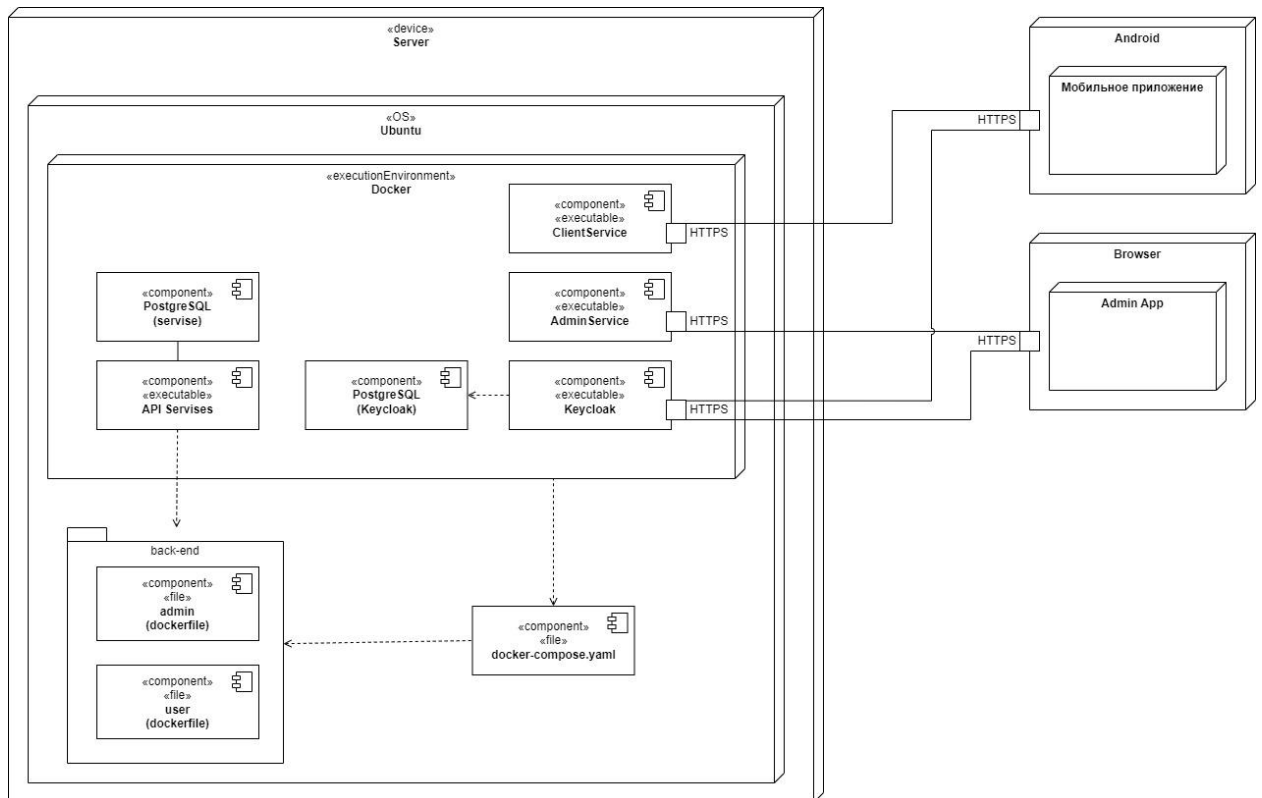 «device»
Server
«OS»
Ubuntu
«executionEnvironment»
Docker
«component»
«executable»
ClientService
HTTPS
«component»
PostgreSQL
(servise)
«component»
«executable»
AdminService
HTTPS
«component»
«executable»
API Servises
«component»
PostgreSQL
(Keycloak)
«component»
«executable»
Keycloak
HTTPS
back-end
«component»
«file»
admin
(dockerfile)
«component»
«file»
user
(dockerfile)
«component»
«file»
docker-compose.yaml
Android
Мобильное приложение
HTTPS
Browser
Admin App
HTTPS